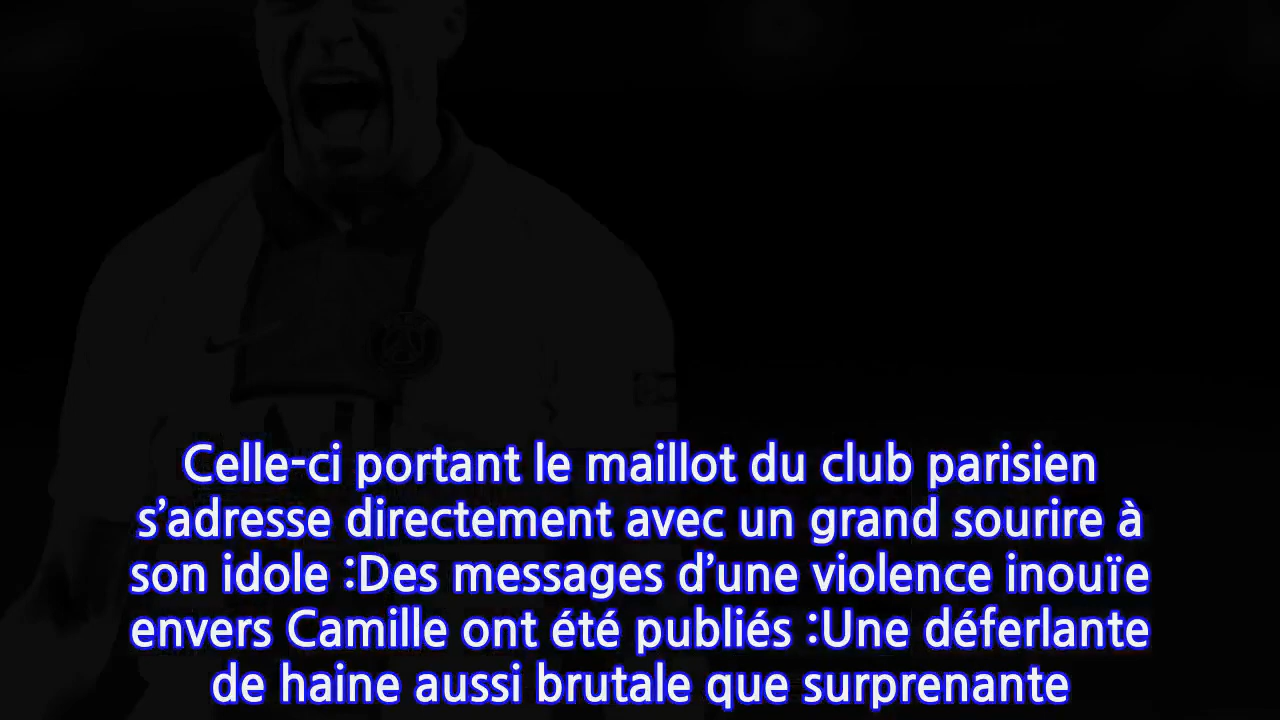 Celle-ci portant le maillot du club parisien
s’adresse directement avec un grand sourire à
son idole :Des messages d’une violence inouïe
envers Camille ont été publiés :Une déferlante
de haine aussi brutale que surprenante